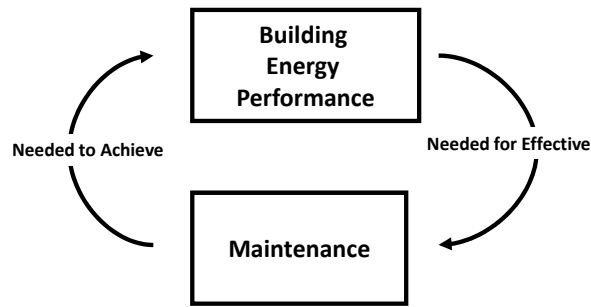 Building
Energy
Performance
Needed to Achieve
Needed for Effective
Maintenance